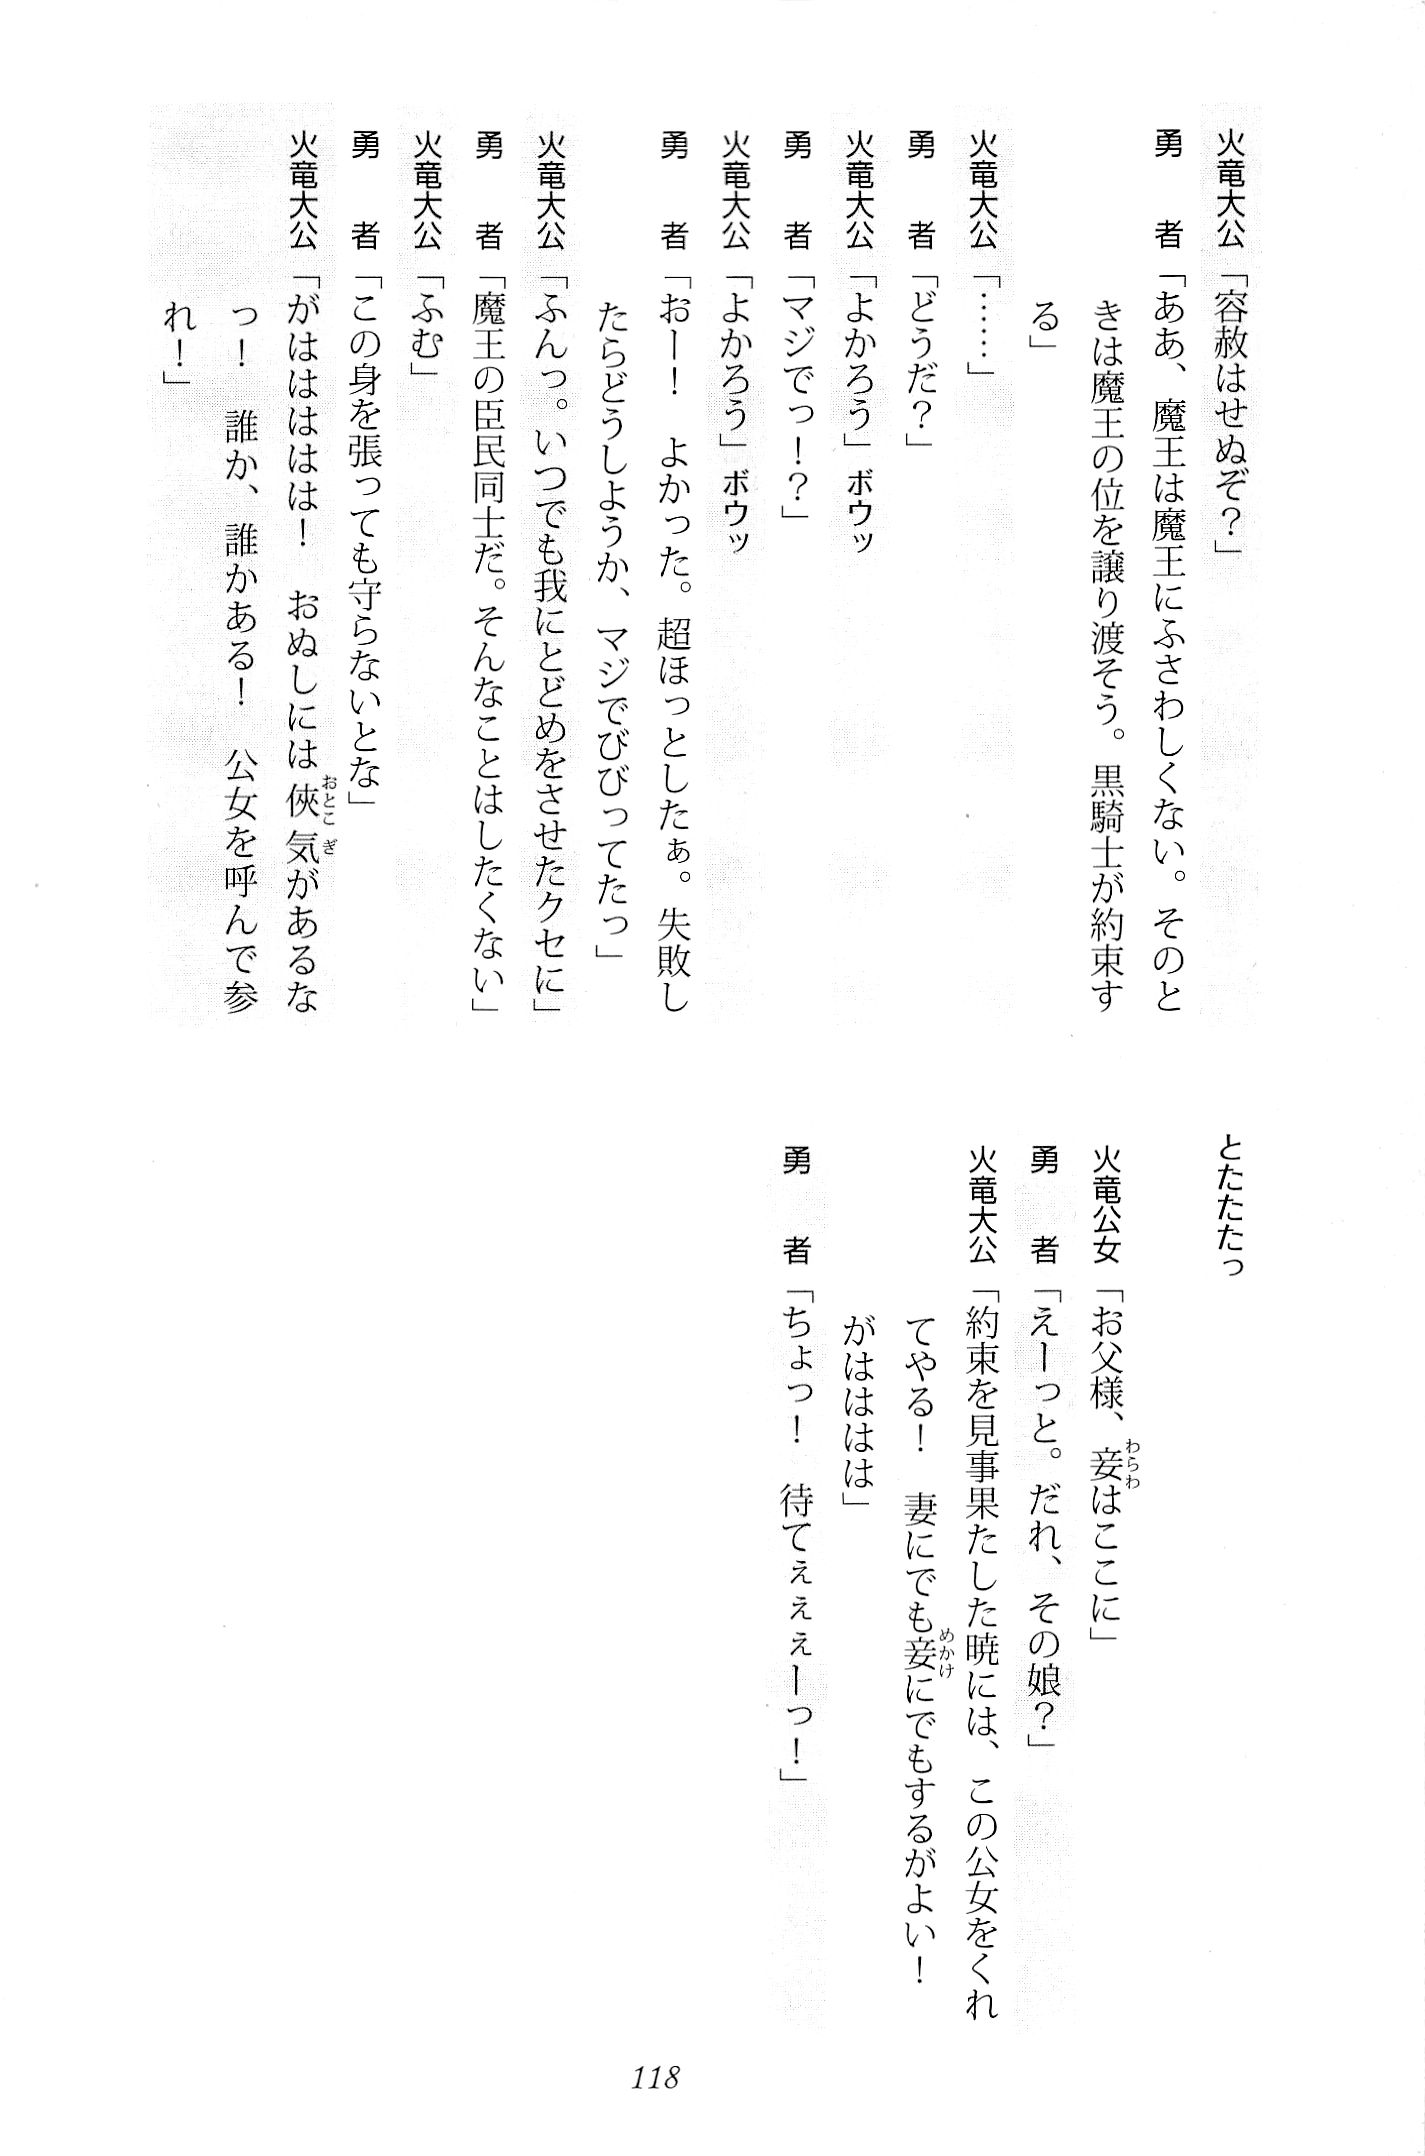 火竜大公「容赦はせぬぞ？」
勇　　者「ああ、魔王は魔王にふさわしくない。そのと
きは魔王の位を譲り渡そう。黒騎士が約束す
る」
火竜大公「……」
勇　　者「どうだ？」
火竜大公「よかろう」ボウッ
勇　　者「マジでっ！？」
火竜大公「よかろう」ボウッ
勇　　者「おー！　よかった。超ほっとしたぁ。失敗し
たらどうしようか、マジでびびってたっ」
火竜大公「ふんっ。いつでも我にとどめをさせたクセに」
勇　　者「魔王の臣民同士だ。そんなことはしたくない」
火竜大公「ふむ」
勇　　者「この身を張っても守らないとな」
火竜大公「がはははは！　おぬしには俠気があるな
おとこぎ
っ！　誰か、誰かある！　公女を呼んで参
れ！」
とたたたっ
火竜公女「お父様、妾はここに」
わらわ
勇　　者「えーっと。だれ、その娘？」
火竜大公「約束を見事果たした暁には、この公女をくれ
てやる！　妻にでも妾にでもするがよい！
めかけ
がはははは」
勇　　者「ちょっ！　待てぇぇぇーっ！」
118